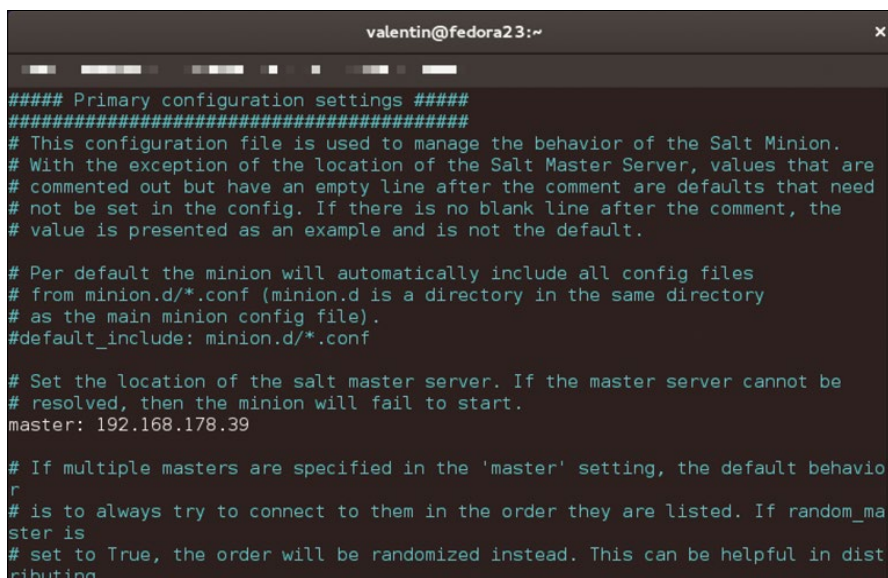 valentin@fedora23:~
##### Primary configuration settings #####
##########################################
# This configuration file is used to manage the behavior of the Salt Minion.
# With the exception of the location of the Salt Master Server, values that are
# commented out but have an empty line after the comment are defaults that need
# not be set in the config. If there is no blank line after the comment, the
# value is presented as an example and is not the default.
# Per default the minion will automatically include all config files
# from minion.d/*.conf (minion.d is a directory in the same directory
# as the main minion config file).
#default_include: minion.d/*.conf
# Set the location of the salt master server. If the master server cannot be
# resolved, then the minion will fail to start.
master: 192.168.178.39
# If multiple masters are specified in the 'master' setting, the default behavio
r
# is to always try to connect to them in the order they are listed. If random_ma
ster is
# set to True, the order will be randomized instead. This can be helpful in dist
ributing